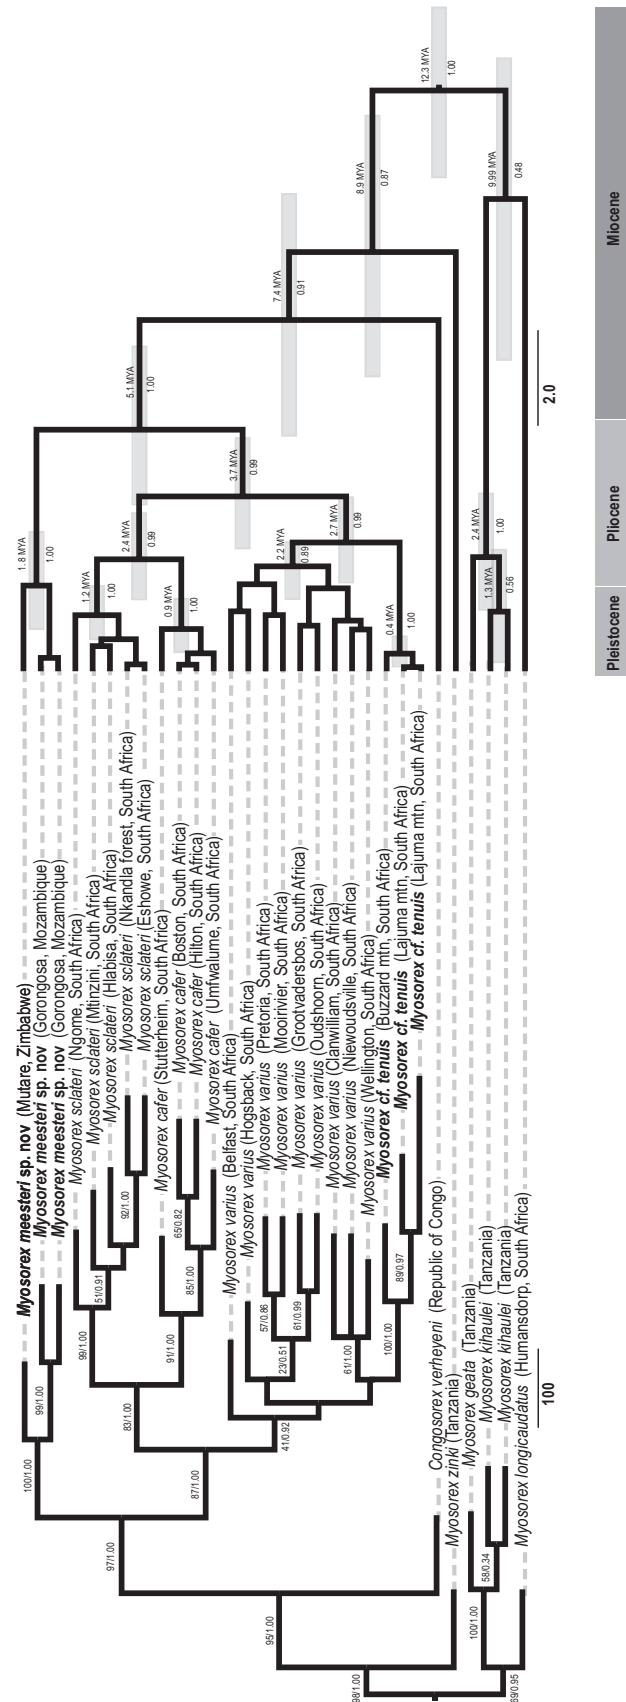 12.3 MYA
1.00
8.9 MYA
0.87
9.99 MYA
0.48
7.4 MYA
0.91
5.1 MYA
1.00
3.7 MYA
0.99
1.8 MYA
1.00
2.4 MYA
0.99
1.2 MYA
1.00
0.9 MYA
1.00
2.7 MYA
0.99
2.2 MYA
0.89
0.4 MYA
1.00
2.4 MYA
1.00
1.3 MYA
0.56
2.0
Miocene
Pliocene
Pleistocene
Myosorex meesteri sp. nov (Mutare, Zimbabwe)
Myosorex meesteri sp. nov (Gorongosa, Mozambique)
Myosorex meesteri sp. nov (Gorongosa, Mozambique)
Myosorex sclateri (Ngome, South Africa)
Myosorex sclateri (Mtinzini, South Africa)
Myosorex sclateri (Hlabisa, South Africa)
Myosorex sclateri (Nkandla forest, South Africa)
Myosorex sclateri (Eshowe, South Africa)
Myosorex cafer (Stutterheim, South Africa)
Myosorex cafer (Boston, South Africa)
Myosorex cafer (Hilton, South Africa)
Myosorex cafer (Umfwalume, South Africa)
Myosorex varius (Belfast, South Africa)
Myosorex varius (Hogsback, South Africa)
Myosorex varius (Pretoria, South Africa)
Myosorex varius (Mooirivier, South Africa)
Myosorex varius (Grootvadersbos, South Africa)
Myosorex varius (Oudshoorn, South Africa)
Myosorex varius (Clanwilliam, South Africa)
Myosorex varius (Niewoudsville, South Africa)
Myosorex varius (Wellington, South Africa)
Myosorex cf. tenuis (Buzzard mtn, South Africa)
Myosorex cf. tenuis (Lajuma mtn, South Africa)
Myosorex cf. tenuis (Lajuma mtn, South Africa)
Congosorex verheyeni (Republic of Congo)
Myosorex zinki (Tanzania)
Myosorex geata (Tanzania)
Myosorex kihaulei (Tanzania)
Myosorex kihaulei (Tanzania)
Myosorex longicaudatus (Humansdorp, South Africa)
100/1.00
99/1.00
99/1.00
51/0.91
92/1.00
83/1.00
91/1.00
65/0.82
85/1.00
87/1.00
41/0.92
57/0.86
23/0.51
61/0.99
61/1.00
100/1.00
89/0.97
97/1.00
95/1.00
98/1.00
100/1.00
58/0.34
69/0.95
100